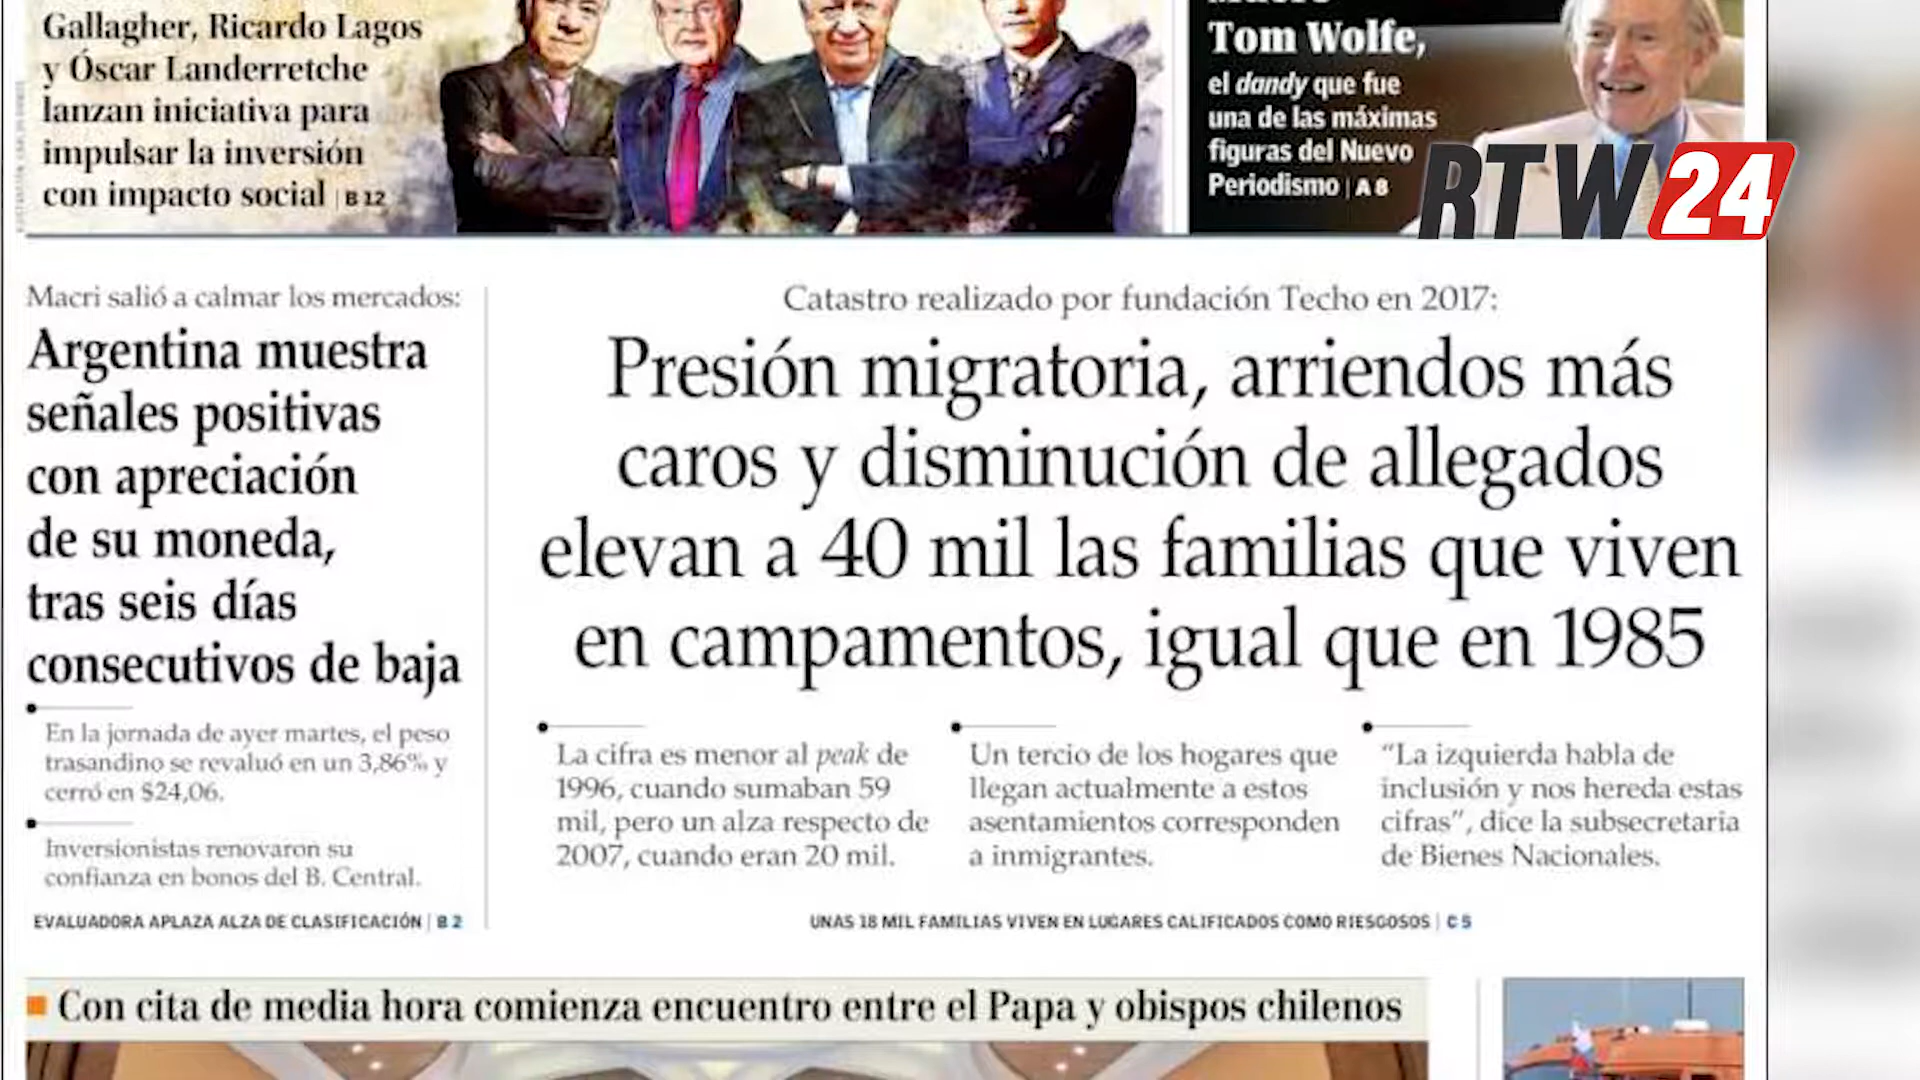 Gallagher, Ricardo Lagos
y Óscar Landerretche
lanzan iniciativa para
impulsar la inversión
con impacto social | B 12
Tom Wolfe,
el dandy que fue
una de las máximas
figuras del Nuevo
Periodismo | A 8
RTW 24
Macri salió a calmar los mercados:
Argentina muestra
señales positivas
con apreciación
de su moneda,
tras seis días
consecutivos de baja
En la jornada de ayer martes, el peso
trasandino se revaluó en un 3,86% y
cerró en $24,06.
Inversionistas renovaron su
confianza en bonos del B. Central.
EVALUADORA APLAZA ALZA DE CLASIFICACIÓN | B 2
Catastro realizado por fundación Techo en 2017:
Presión migratoria, arriendos más
caros y disminución de allegados
elevan a 40 mil las familias que viven
en campamentos, igual que en 1985
La cifra es menor al peak de
1996, cuando sumaban 59
mil, pero un alza respecto de
2007, cuando eran 20 mil.
Un tercio de los hogares que
llegan actualmente a estos
asentamientos corresponden
a inmigrantes.
“La izquierda habla de
inclusión y nos hereda estas
cifras”, dice la subsecretaria
de Bienes Nacionales.
UNAS 18 MIL FAMILIAS VIVEN EN LUGARES CALIFICADOS COMO RIESGOSOS | C 5
Con cita de media hora comienza encuentro entre el Papa y obispos chilenos